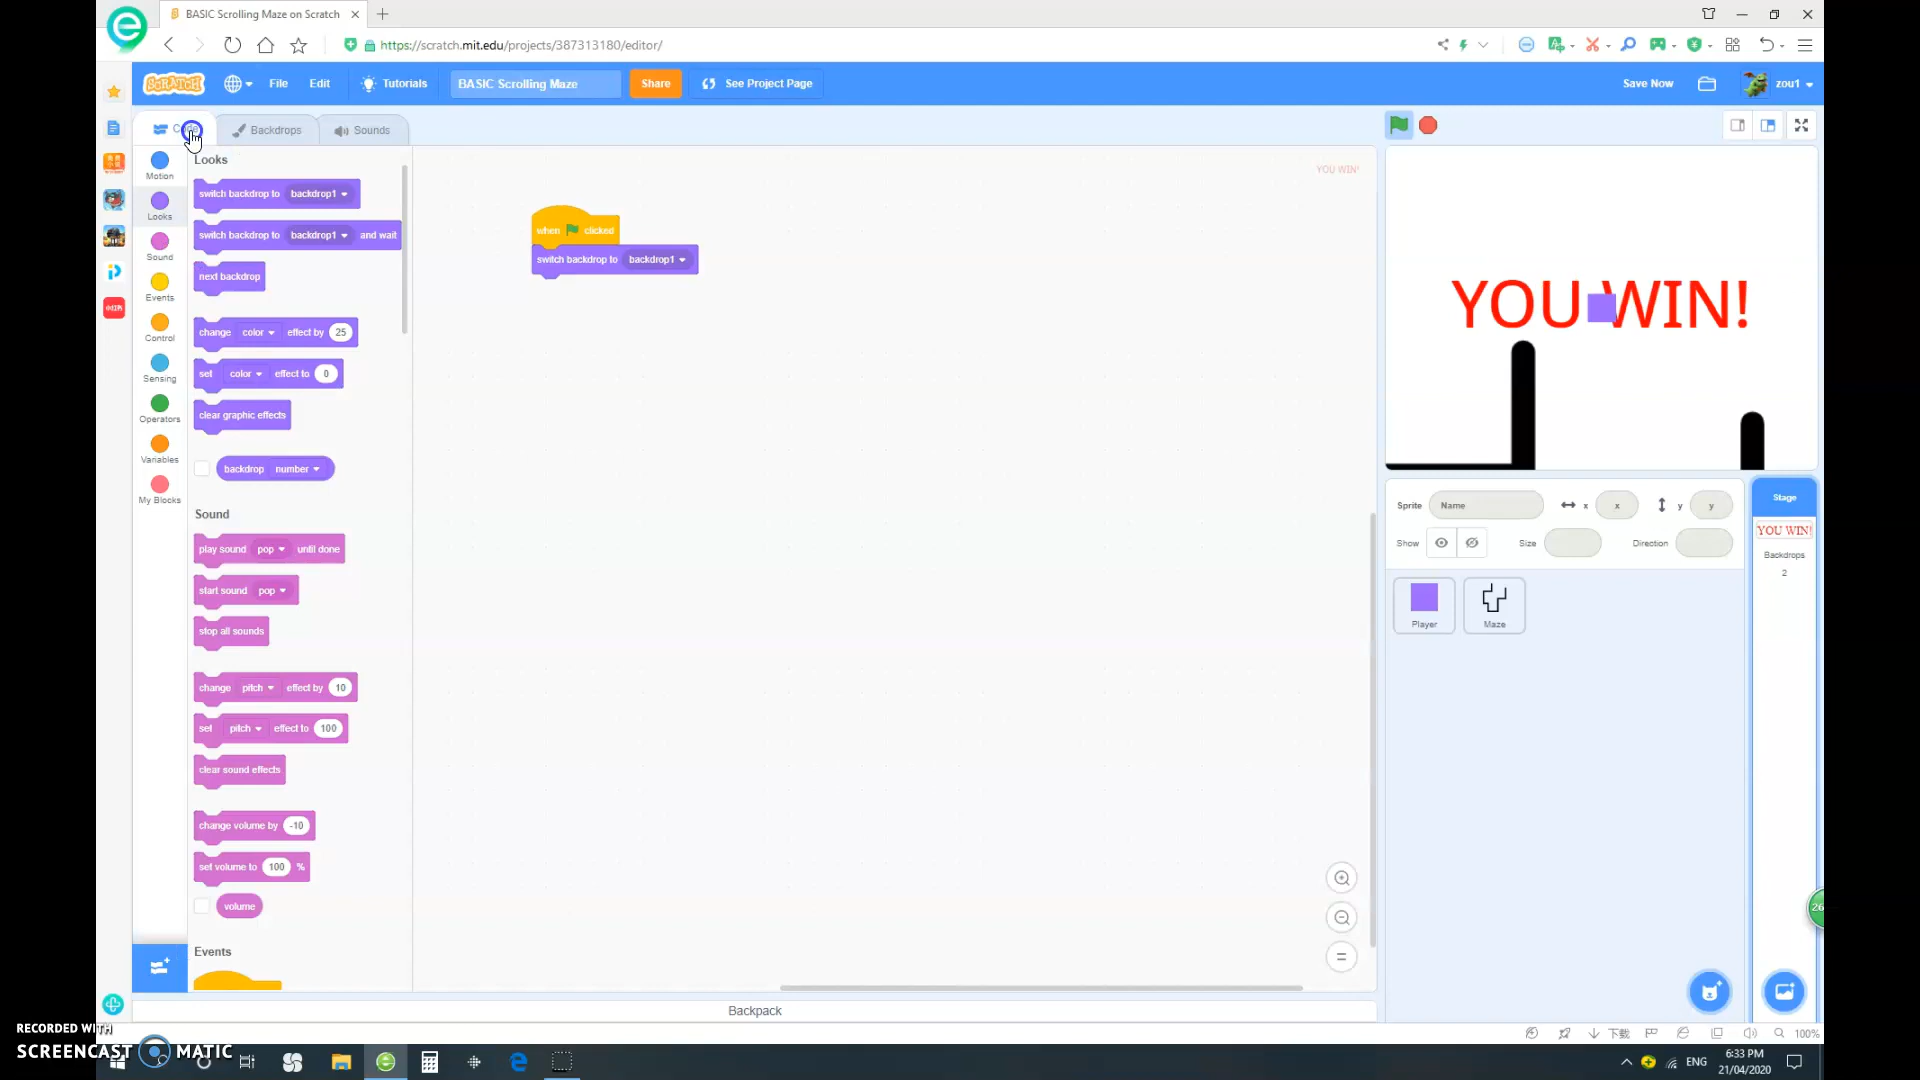 BASIC Scrolling Maze on Scratch
https://scratch.mit.edu/projects/387313180/editor/
SCRATCH
File
Edit
Tutorials
BASIC Scrolling Maze
Share
See Project Page
Save Now
zou1
Backdrops
Sounds
Motion
Looks
Sound
Events
Control
Sensing
Operators
Variables
My Blocks
Looks
switch backdrop to backdrop1
switch backdrop to backdrop1 and wait
next backdrop
change color effect by 25
set color effect to 0
clear graphic effects
backdrop number
Sound
play sound pop until done
start sound pop
stop all sounds
change pitch effect by 10
set pitch effect to 100
clear sound effects
change volume by -10
set volume to 100 %
volume
Events
when clicked
switch backdrop to backdrop1
YOU WIN!
YOU WIN!
Sprite Name x x y y
Show Size Direction
Player
Maze
Stage
YOU WIN!
Backdrops
2
Backpack
下载
100%
RECORDED WITH
SCREENCAST MATIC
ENG
6:33 PM
21/04/2020